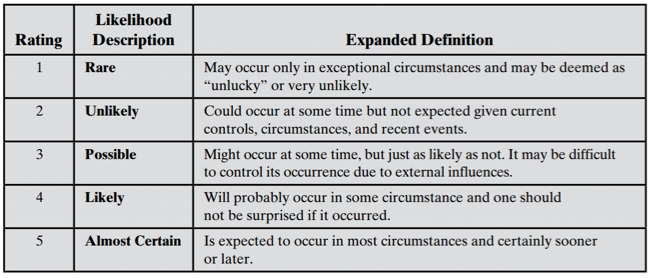 Rating Likelihood Description Expanded Definition
1 Rare May occur only in exceptional circumstances and may be deemed as
“unlucky” or very unlikely.
2 Unlikely Could occur at some time but not expected given current
controls, circumstances, and recent events.
3 Possible Might occur at some time, but just as likely as not. It may be difficult
to control its occurrence due to external influences.
4 Likely Will probably occur in some circumstance and one should
not be surprised if it occurred.
5 Almost Certain Is expected to occur in most circumstances and certainly sooner
or later.